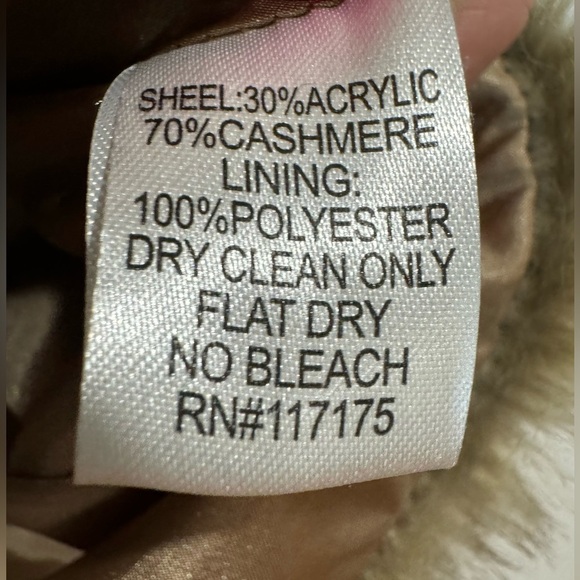 SHEEL:30%ACRYLIC
70%CASHMERE
LINING:
100%POLYESTER
DRY CLEAN ONLY
FLAT DRY
NO BLEACH
RN#117175